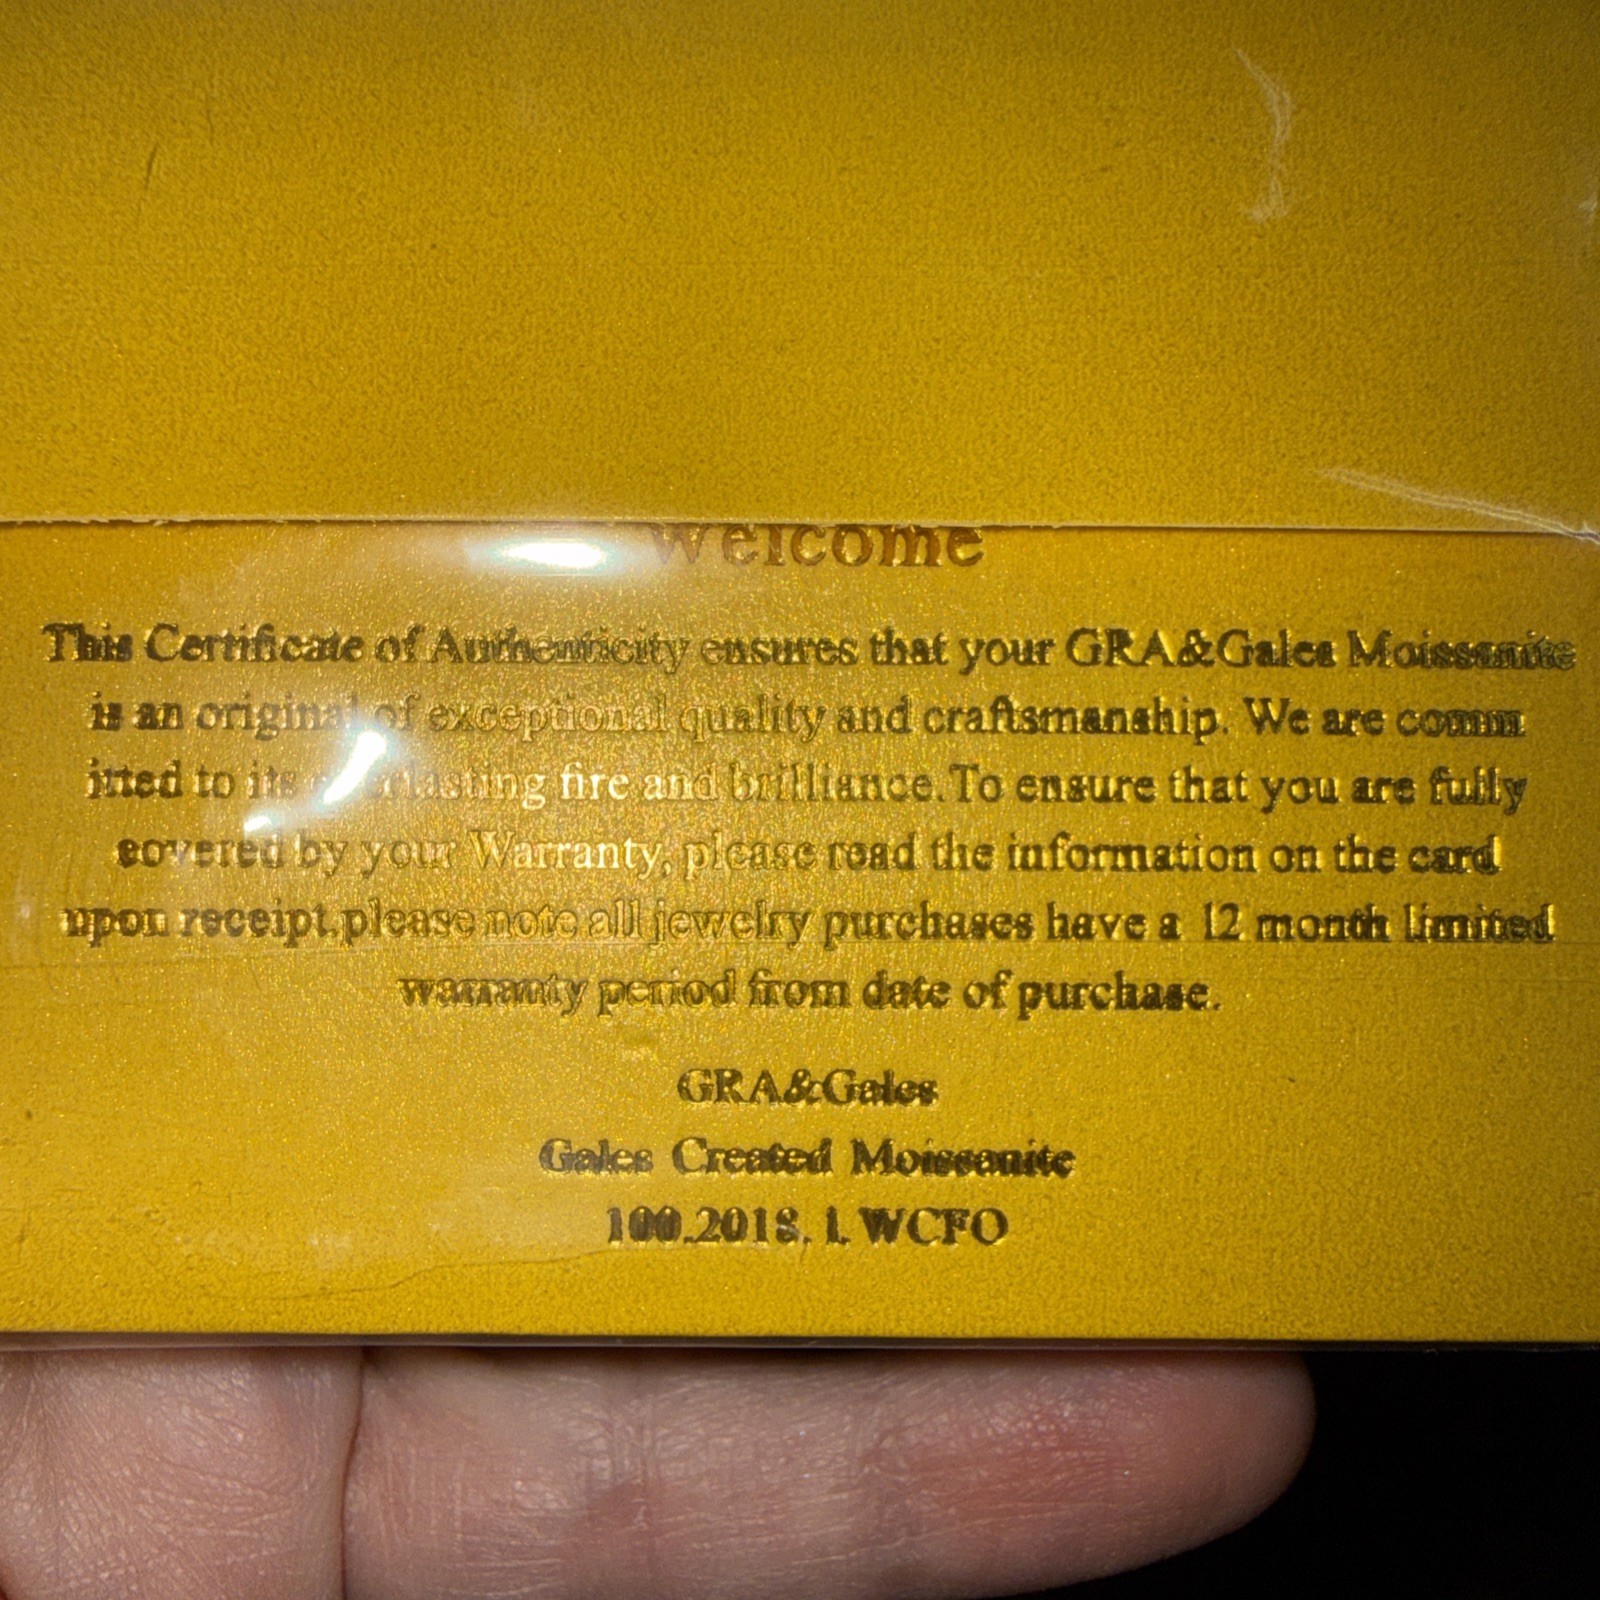 Welcome
This Certificate of Authenticity ensures that your GRA&Gales Moissanite
is an original of exceptional quality and craftsmanship. We are comm
itted to its everlasting fire and brilliance.To ensure that you are fully
covered by your Warranty, please read the information on the card
upon receipt.please note all jewelry purchases have a 12 month limited
warranty period from date of purchase.
GRA&Gales
Gales Created Moissanite
100.2018. 1. WCFO